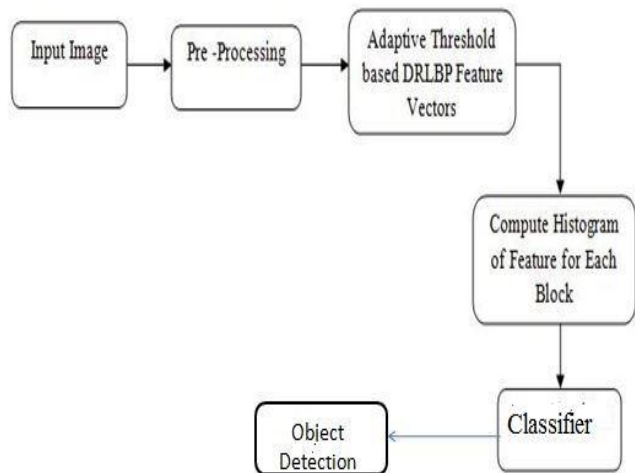 Input Image
Pre -Processing
Adaptive Threshold
based DRLBP Feature
Vectors
Compute Histogram
of Feature for Each
Block
Classifier
Object
Detection